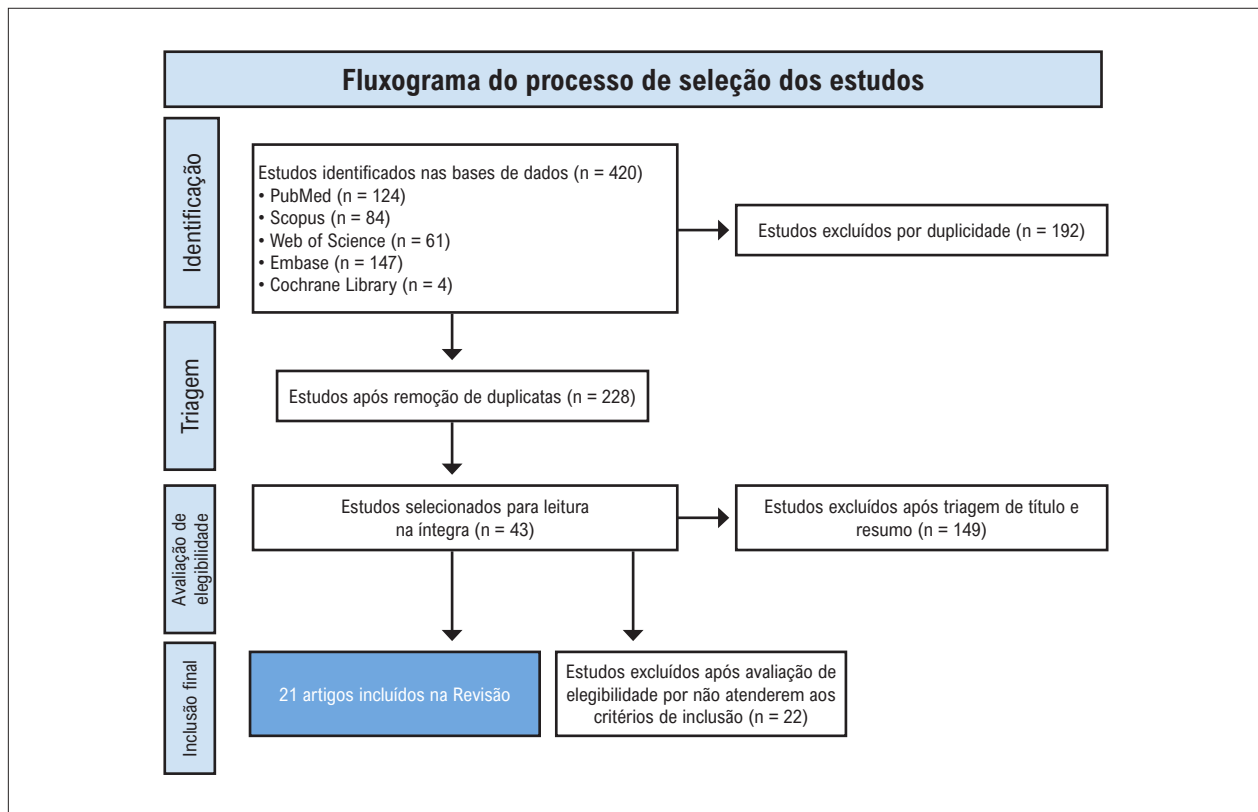 Fluxograma do processo de seleção dos estudos
Identificação
Estudos identificados nas bases de dados (n = 420)
• PubMed (n = 124)
• Scopus (n = 84)
• Web of Science (n = 61)
• Embase (n = 147)
• Cochrane Library (n = 4)
Estudos excluídos por duplicidade (n = 192)
Triagem
Estudos após remoção de duplicatas (n = 228)
Avaliação de
elegibilidade
Estudos selecionados para leitura
na íntegra (n = 43)
Estudos excluídos após triagem de título e
resumo (n = 149)
Inclusão final
21 artigos incluídos na Revisão
Estudos excluídos após avaliação de
elegibilidade por não atenderem aos
critérios de inclusão (n = 22)